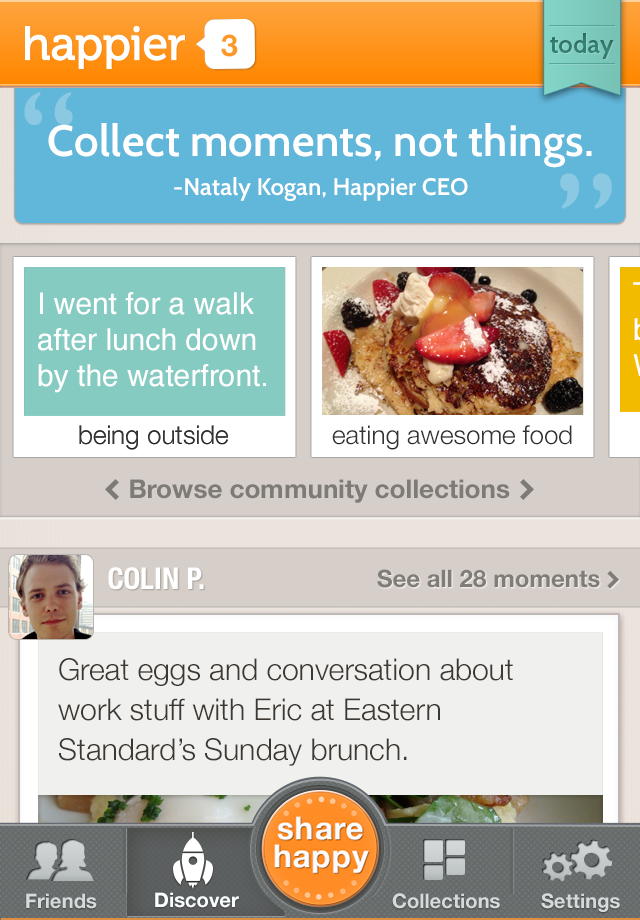 happier 3
today
“Collect moments, not things.”
-Nataly Kogan, Happier CEO
I went for a walk
after lunch down
by the waterfront.
being outside
eating awesome food
Browse community collections
COLIN P.
See all 28 moments
Great eggs and conversation about
work stuff with Eric at Eastern
Standard’s Sunday brunch.
share
happy
Friends
Discover
Collections
Settings